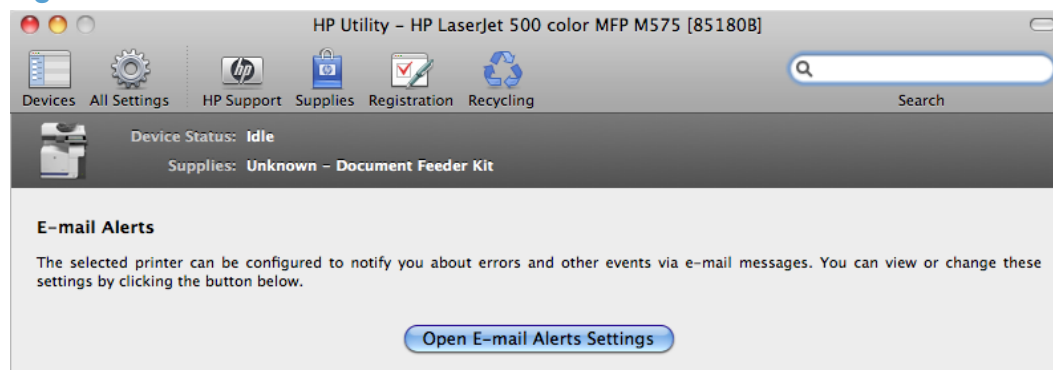 HP Utility – HP LaserJet 500 color MFP M575 [85180B]
Devices All Settings HP Support Supplies Registration Recycling Search
Device Status: Idle
Supplies: Unknown – Document Feeder Kit
E-mail Alerts
The selected printer can be configured to notify you about errors and other events via e-mail messages. You can view or change these
settings by clicking the button below.
Open E-mail Alerts Settings